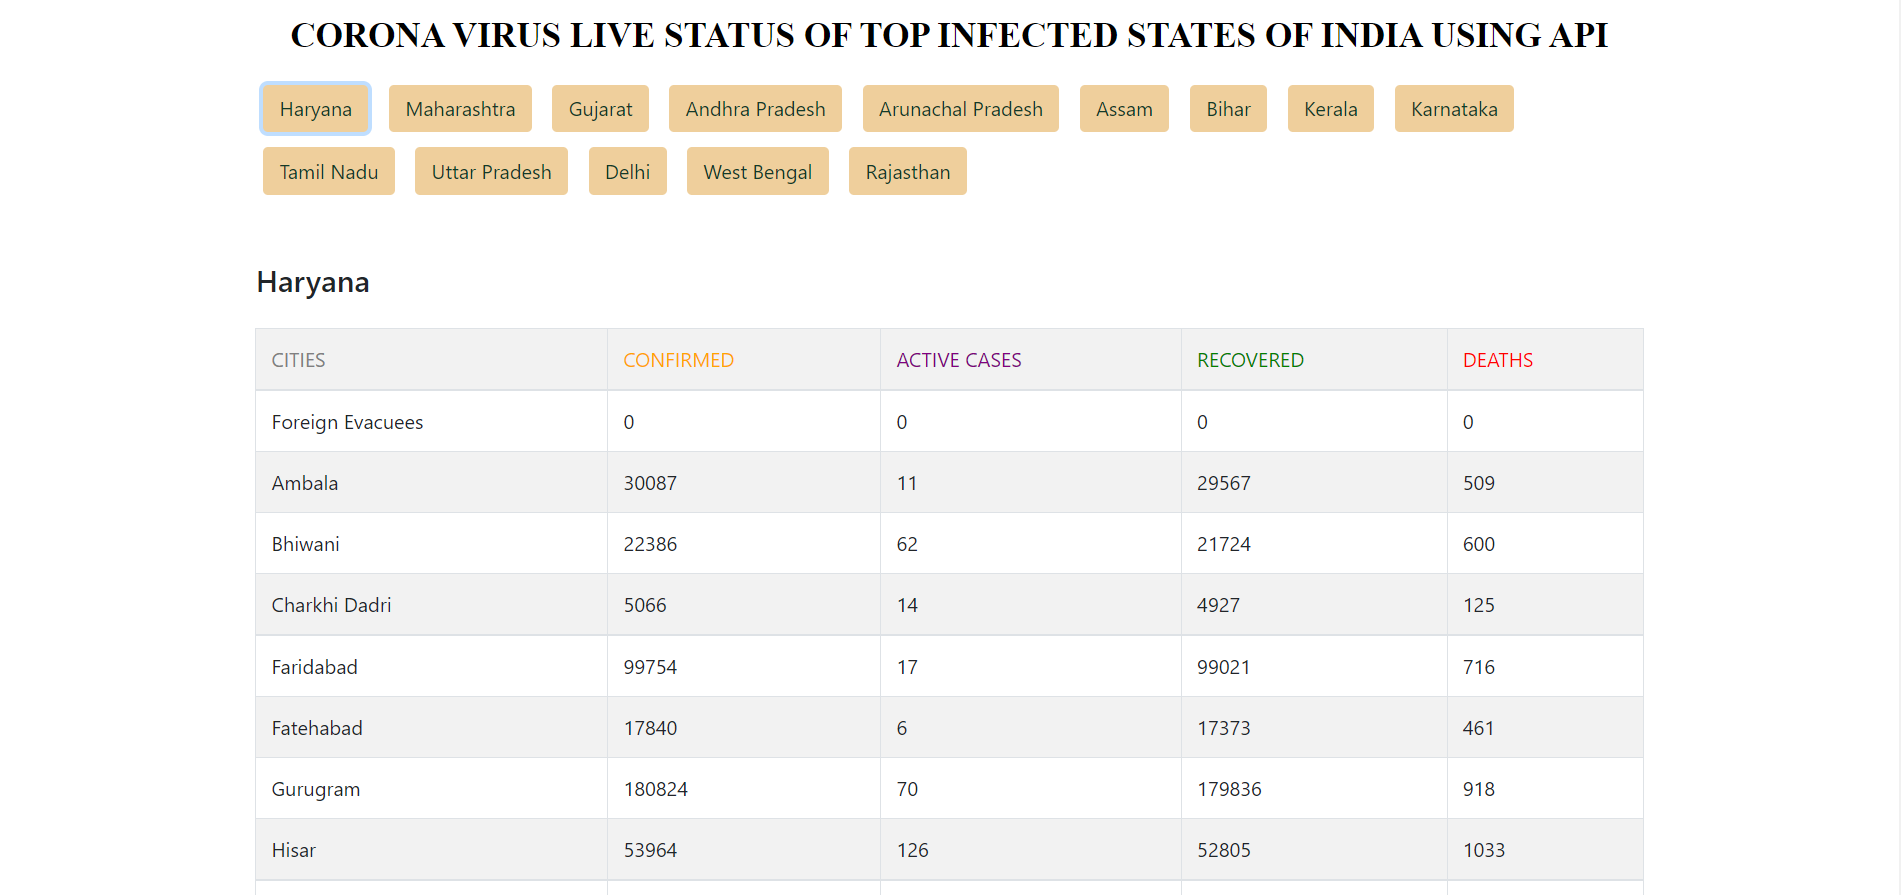 CORONA VIRUS LIVE STATUS OF TOP INFECTED STATES OF INDIA USING API
Haryana Maharashtra Gujarat Andhra Pradesh Arunachal Pradesh Assam Bihar Kerala Karnataka
Tamil Nadu Uttar Pradesh Delhi West Bengal Rajasthan
Haryana
CITIES CONFIRMED ACTIVE CASES RECOVERED DEATHS
Foreign Evacuees 0 0 0 0
Ambala 30087 11 29567 509
Bhiwani 22386 62 21724 600
Charkhi Dadri 5066 14 4927 125
Faridabad 99754 17 99021 716
Fatehabad 17840 6 17373 461
Gurugram 180824 70 179836 918
Hisar 53964 126 52805 1033